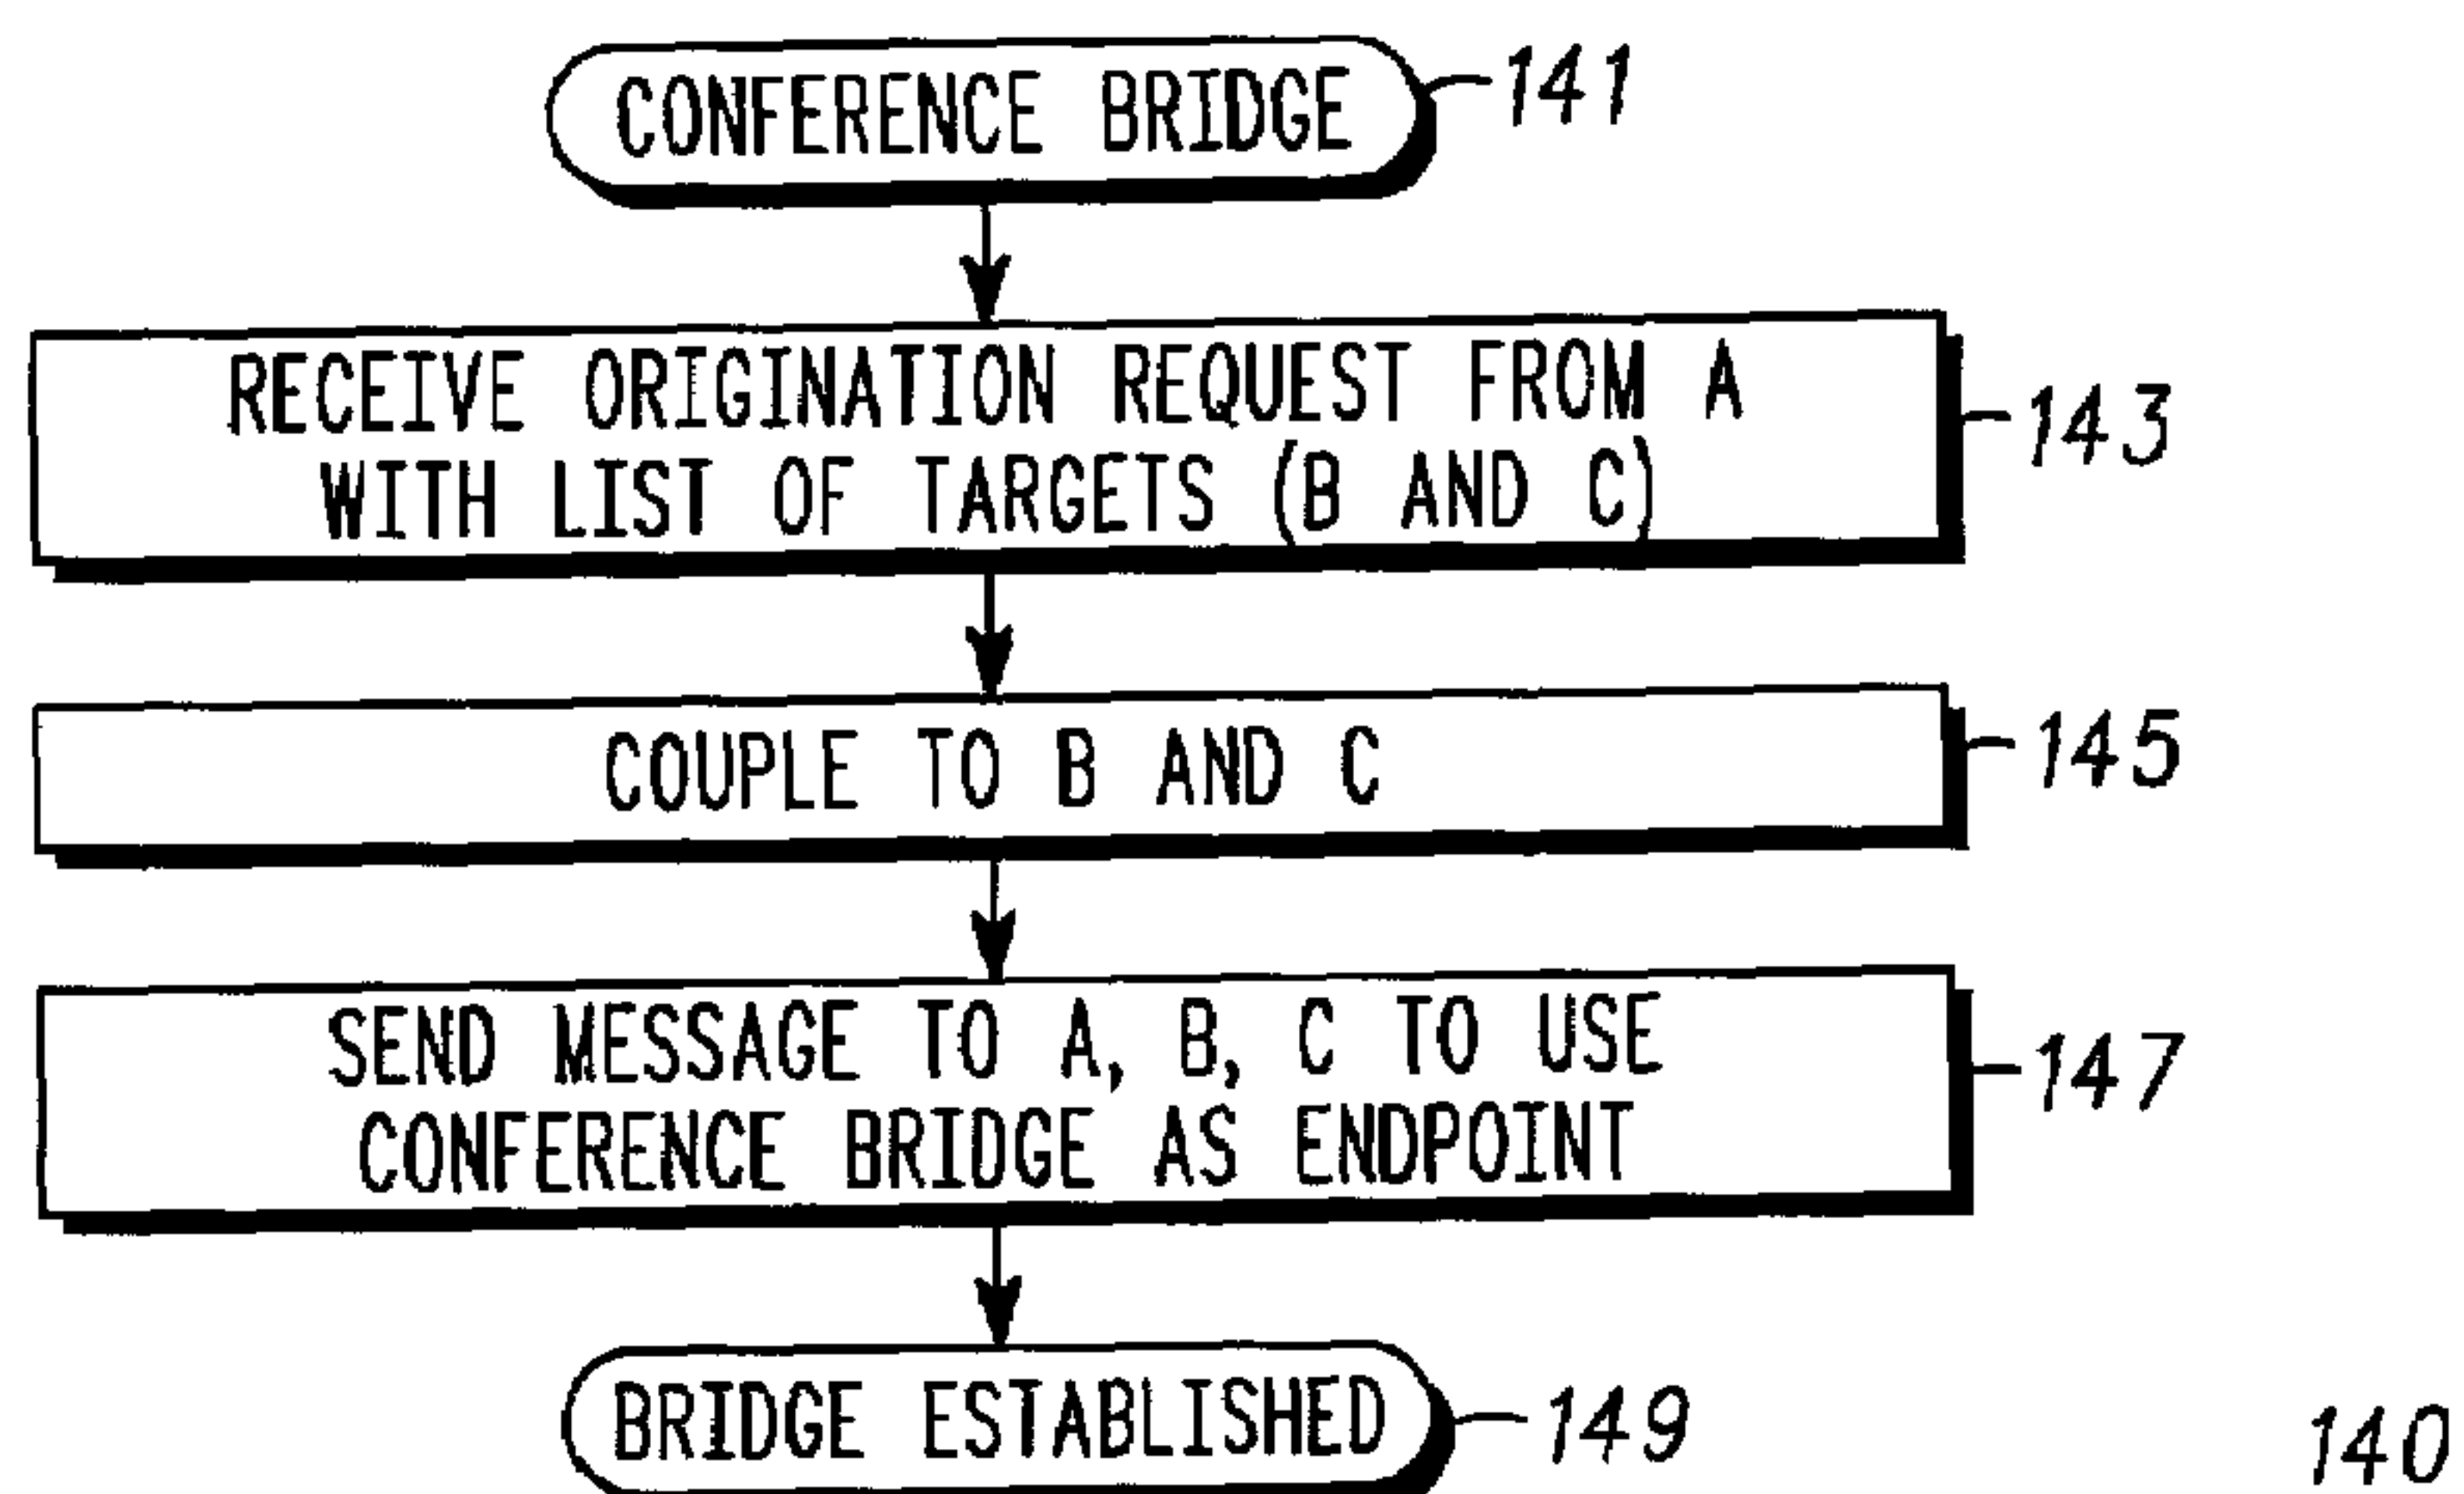 CONFERENCE BRIDGE
141
RECEIVE ORIGINATION REQUEST FROM A
WITH LIST OF TARGETS (B AND C)
143
COUPLE TO B AND C
145
SEND MESSAGE TO A, B, C TO USE
CONFERENCE BRIDGE AS ENDPOINT
147
BRIDGE ESTABLISHED
149
140